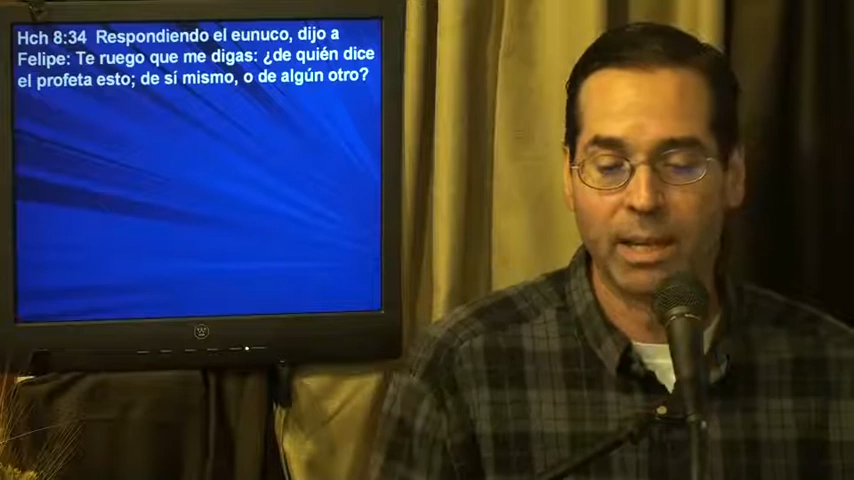 Hch 8:34 Respondiendo el eunuco, dijo a
Felipe: Te ruego que me digas: ¿de quién dice
el profeta esto; de sí mismo, o de algún otro?